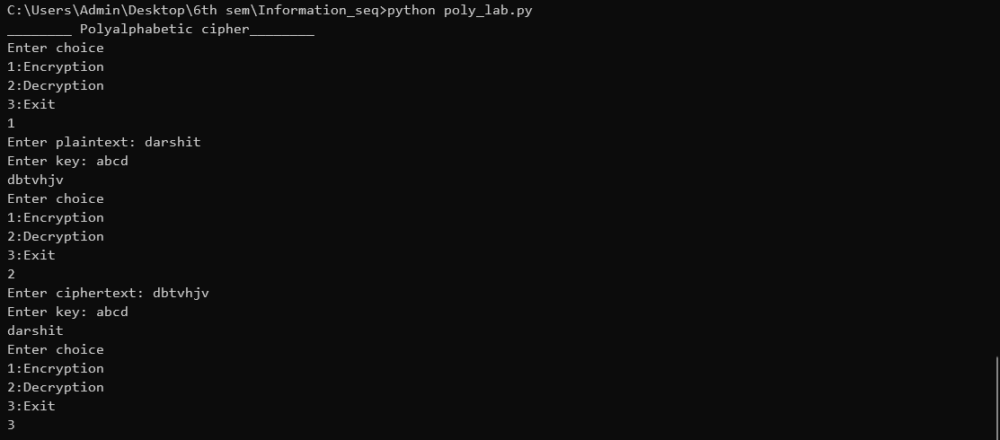 C:\Users\Admin\Desktop\6th sem\Information_seq>python poly_lab.py
________ Polyalphabetic cipher________
Enter choice
1:Encryption
2:Decryption
3:Exit
1
Enter plaintext: darshit
Enter key: abcd
dbtvhjv
Enter choice
1:Encryption
2:Decryption
3:Exit
2
Enter ciphertext: dbtvhjv
Enter key: abcd
darshit
Enter choice
1:Encryption
2:Decryption
3:Exit
3